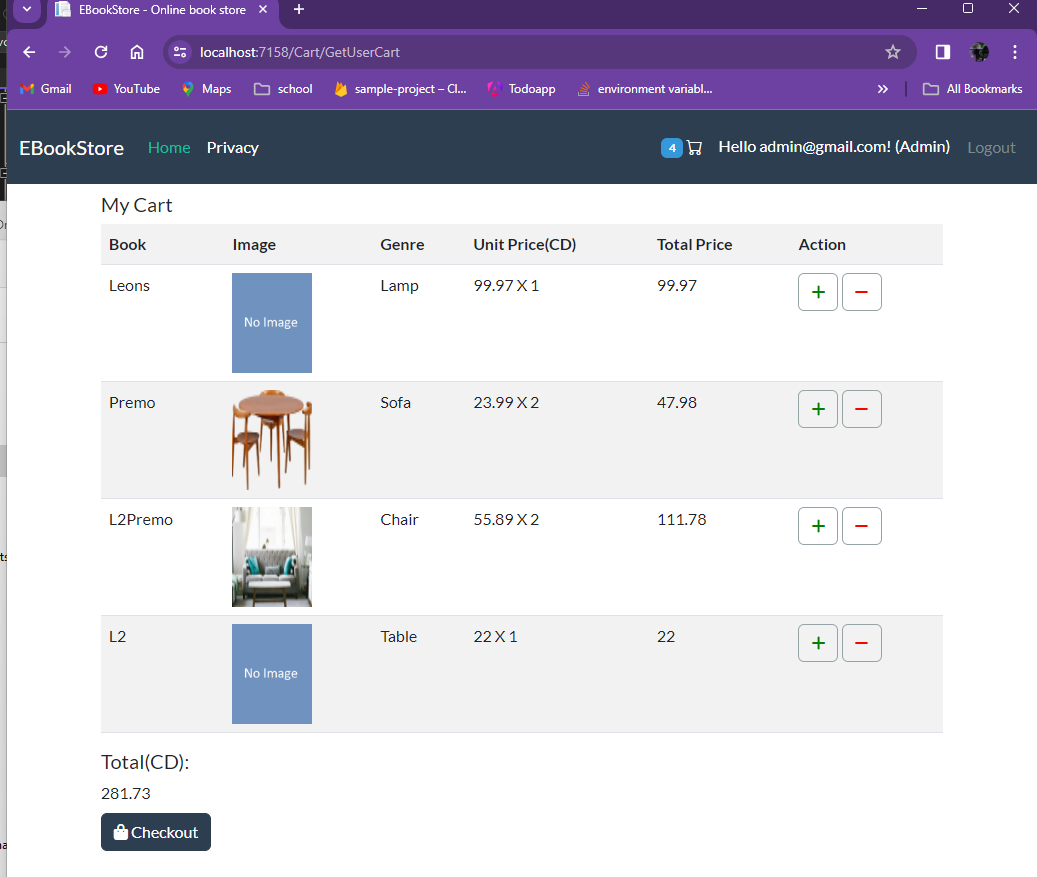 EBookStore - Online book store
localhost:7158/Cart/GetUserCart
Gmail YouTube Maps school sample-project – Cl... Todoapp environment variabl... » All Bookmarks
EBookStore Home Privacy 4 Hello admin@gmail.com! (Admin) Logout
My Cart
Book Image Genre Unit Price(CD) Total Price Action
Leons Lamp 99.97 X 1 99.97 + −
No Image
Premo Sofa 23.99 X 2 47.98 + −
L2Premo Chair 55.89 X 2 111.78 + −
L2 Table 22 X 1 22 + −
No Image
Total(CD):
281.73
Checkout